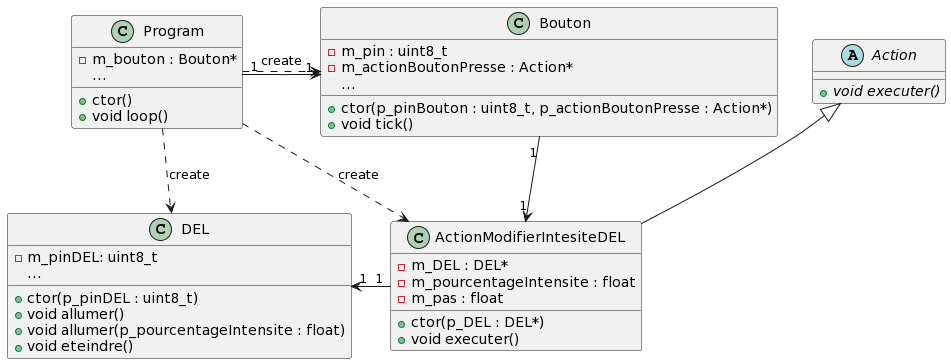 C Program
m_bouton : Bouton*
...
ctor()
void loop()
create
1
1
C Bouton
m_pin : uint8_t
m_actionBoutonPresse : Action*
...
ctor(p_pinBouton : uint8_t, p_actionBoutonPresse : Action*)
void tick()
A Action
void executer()
create
create
1
1
C DEL
m_pinDEL: uint8_t
...
ctor(p_pinDEL : uint8_t)
void allumer()
void allumer(p_pourcentageIntensite : float)
void eteindre()
1
1
C ActionModifierIntesiteDEL
m_DEL : DEL*
m_pourcentageIntensite : float
m_pas : float
ctor(p_DEL : DEL*)
void executer()